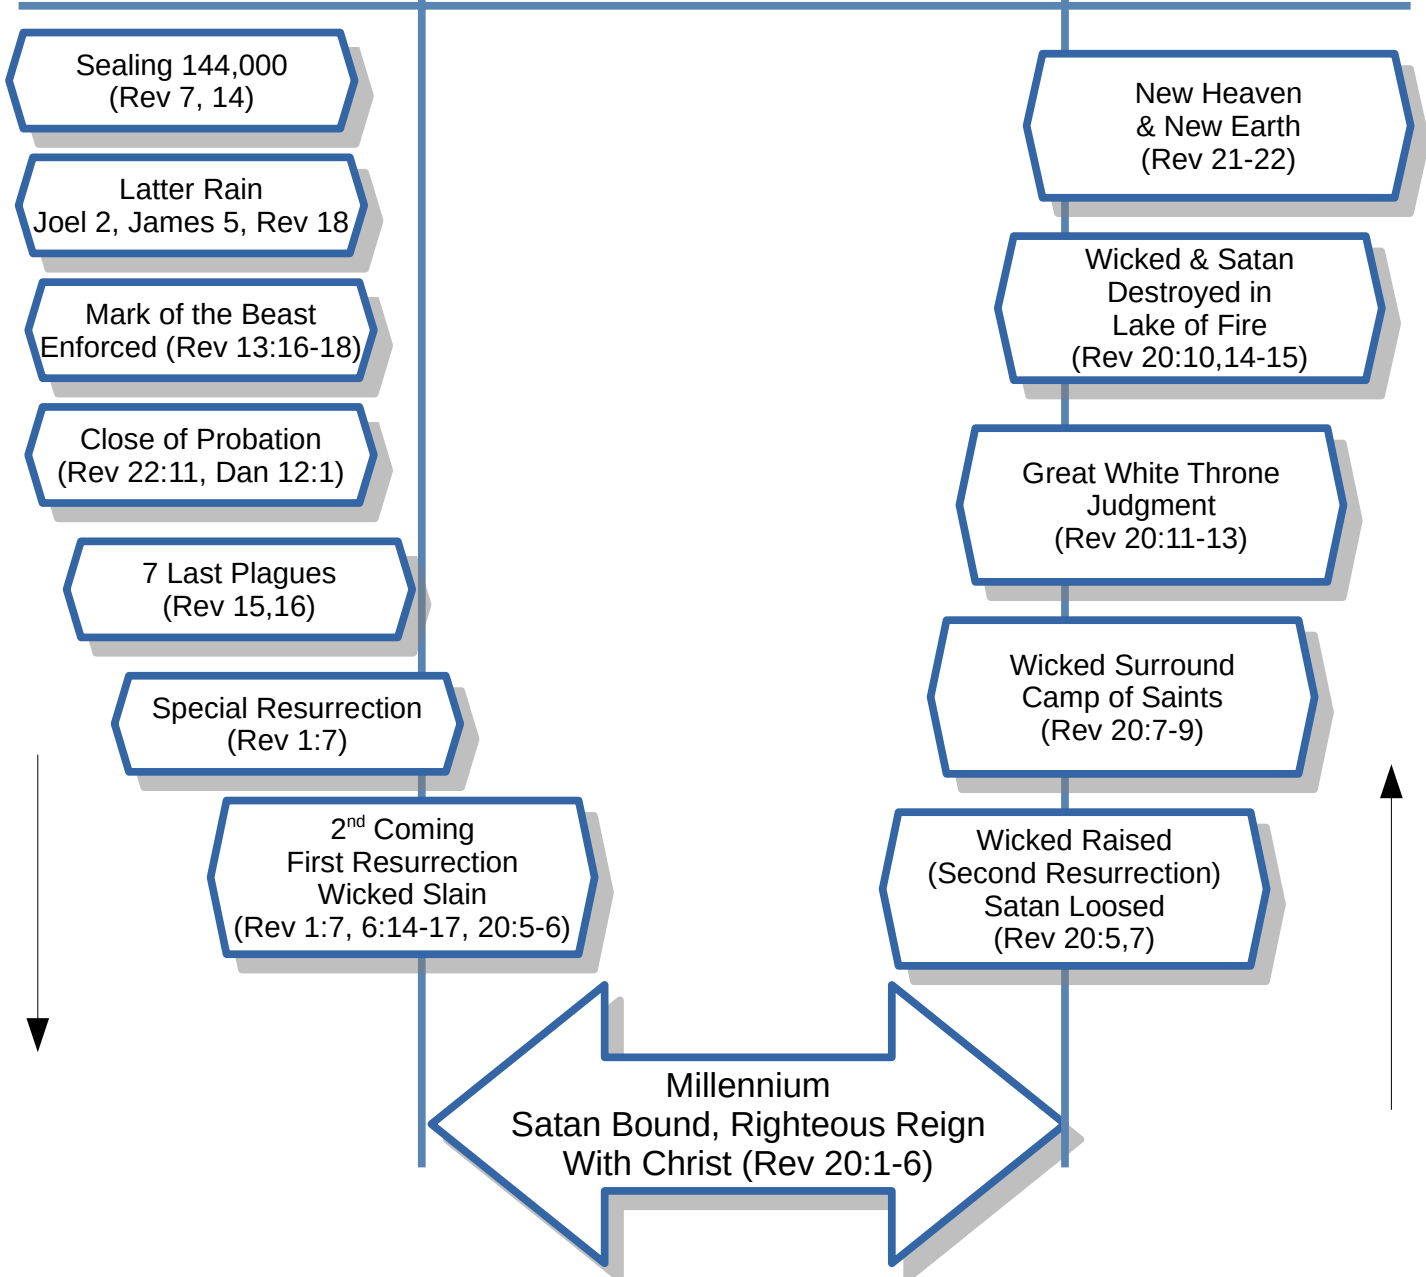 Sealing 144,000
(Rev 7, 14)
Latter Rain
Joel 2, James 5, Rev 18
Mark of the Beast
Enforced (Rev 13:16-18)
Close of Probation
(Rev 22:11, Dan 12:1)
7 Last Plagues
(Rev 15,16)
Special Resurrection
(Rev 1:7)
2nd Coming
First Resurrection
Wicked Slain
(Rev 1:7, 6:14-17, 20:5-6)
Millennium
Satan Bound, Righteous Reign
With Christ (Rev 20:1-6)
New Heaven
& New Earth
(Rev 21-22)
Wicked & Satan
Destroyed in
Lake of Fire
(Rev 20:10,14-15)
Great White Throne
Judgment
(Rev 20:11-13)
Wicked Surround
Camp of Saints
(Rev 20:7-9)
Wicked Raised
(Second Resurrection)
Satan Loosed
(Rev 20:5,7)